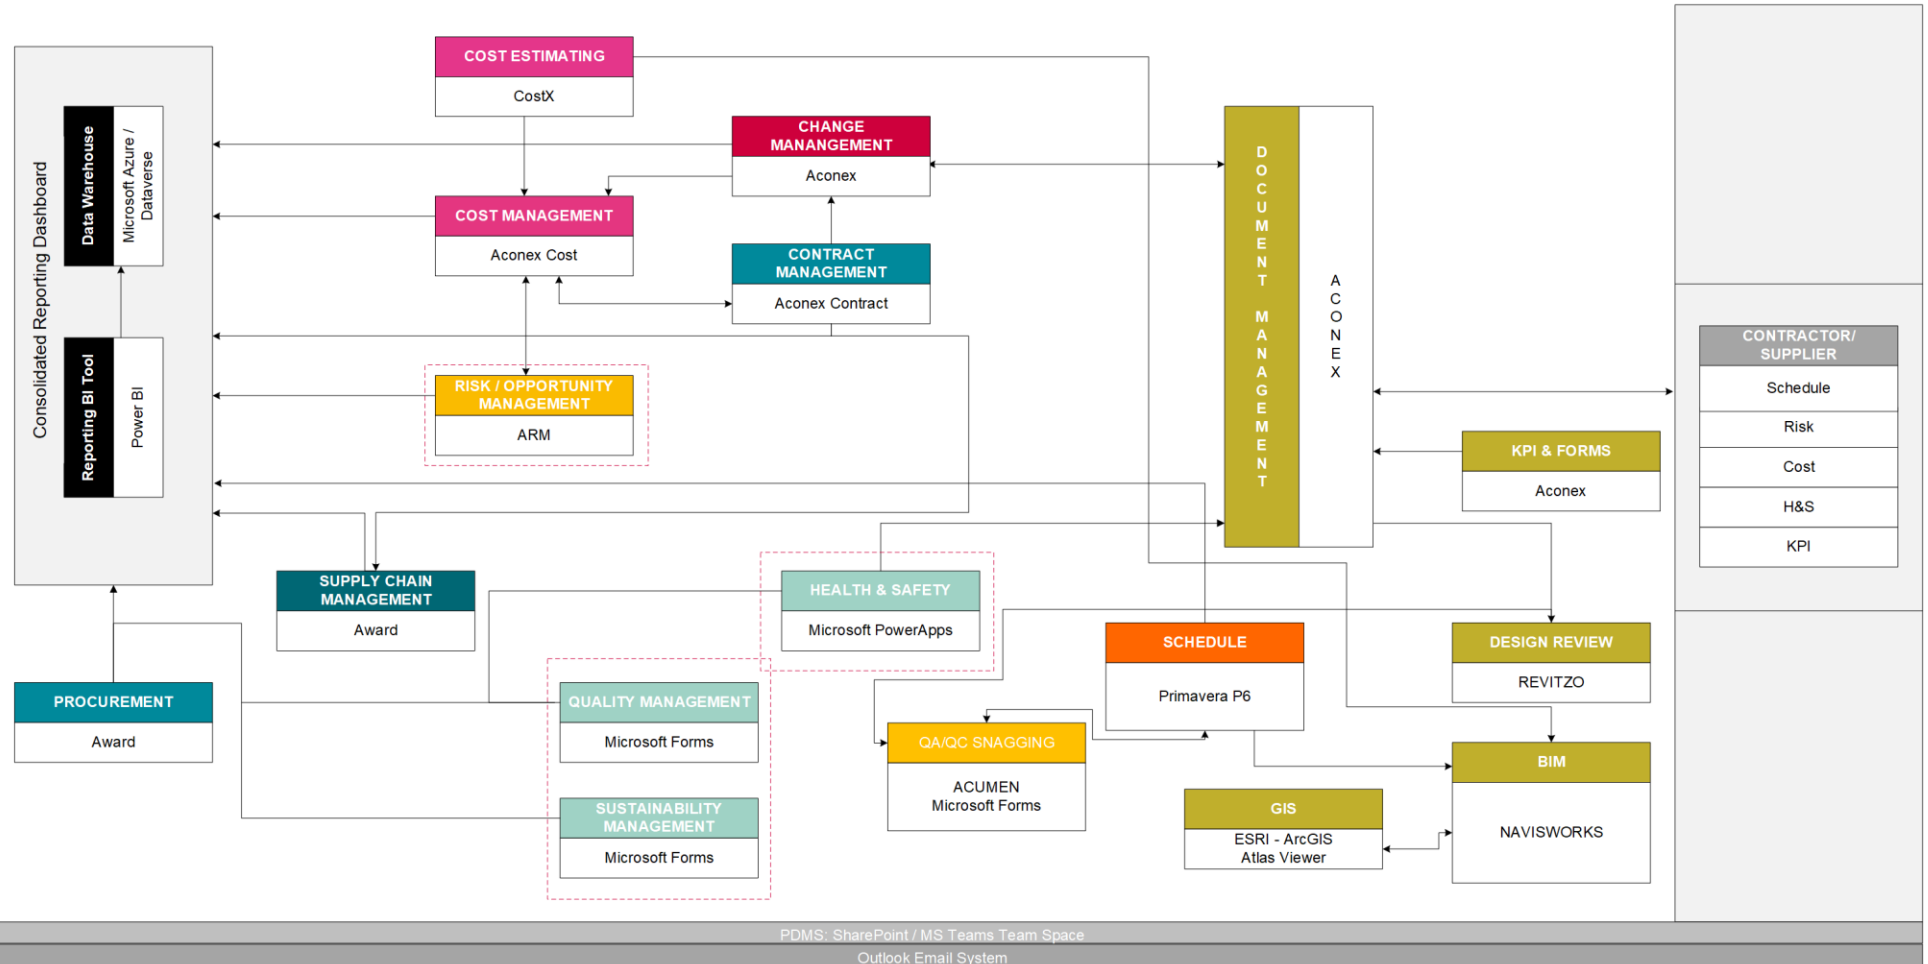 Consolidated Reporting Dashboard
Data Warehouse
Microsoft Azure /
Dataverse
Reporting BI Tool
Power BI
COST ESTIMATING
CostX
CHANGE
MANANGEMENT
Aconex
COST MANAGEMENT
Aconex Cost
CONTRACT
MANAGEMENT
Aconex Contract
RISK / OPPORTUNITY
MANAGEMENT
ARM
DOCUMENT MANAGEMENT
ACONEX
CONTRACTOR/
SUPPLIER
Schedule
Risk
Cost
H&S
KPI
KPI & FORMS
Aconex
SUPPLY CHAIN
MANAGEMENT
Award
HEALTH & SAFETY
Microsoft PowerApps
SCHEDULE
Primavera P6
DESIGN REVIEW
REVITZO
PROCUREMENT
Award
QUALITY MANAGEMENT
Microsoft Forms
QA/QC SNAGGING
ACUMEN
Microsoft Forms
BIM
NAVISWORKS
SUSTAINABILITY
MANAGEMENT
Microsoft Forms
GIS
ESRI - ArcGIS
Atlas Viewer
PDMS: SharePoint / MS Teams Team Space
Outlook Email System